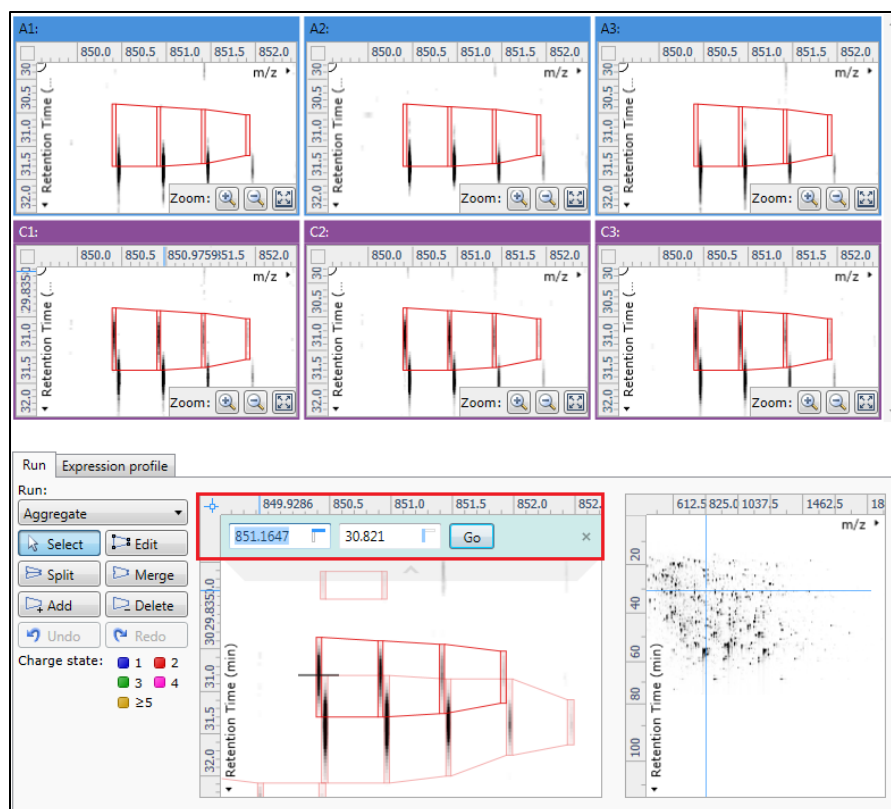 A1:
850.0 850.5 851.0 851.5 852.0
m/z
30 30.5 31.0 31.5 32.0
Retention Time (...
Zoom:
A2:
850.0 850.5 851.0 851.5 852.0
m/z
30 30.5 31.0 31.5 32.0
Retention Time (...
Zoom:
A3:
850.0 850.5 851.0 851.5 852.0
m/z
30 30.5 31.0 31.5 32.0
Retention Time (...
Zoom:
C1:
850.0 850.5 850.9759 851.5 852.0
m/z
29.835 31.0 31.5 32.0
Retention Time (...
Zoom:
C2:
850.0 850.5 851.0 851.5 852.0
m/z
30 30.5 31.0 31.5 32.0
Retention Time (...
Zoom:
C3:
850.0 850.5 851.0 851.5 852.0
m/z
30 30.5 31.0 31.5 32.0
Retention Time (...
Zoom:
Run Expression profile
Run:
Aggregate
Select Edit
Split Merge
Add Delete
Undo Redo
Charge state: 1 2
3 4
≥5
849.9286 850.5 851.0 851.5 852.0 852.
851.1647 30.821 Go ×
30 29.835 31.0 31.5 32.0
Retention Time (min)
612.5 825.0 1037.5 1462.5 18
m/z
20 40 60 80 100
Retention Time (min)